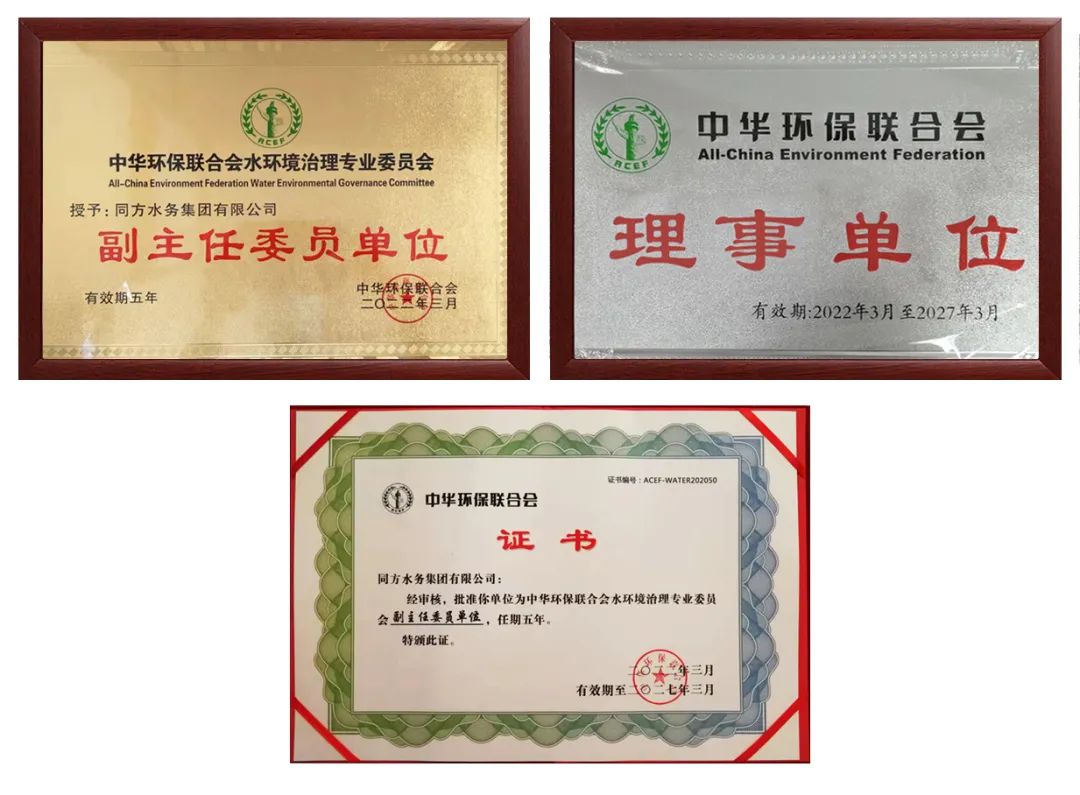 ACEF
中华环保联合会水环境治理专业委员会
All-China Environment Federation Water Environmental Governance Committee
授予：同方水务集团有限公司
副主任委员单位
有效期五年
中华环保联合会
二〇二二年三月
ACEF
中华环保联合会
All-China Environment Federation
理事单位
有效期:2022年3月至2027年3月
证书编号：ACEF-WATER202050
ACEF
中华环保联合会
证书
同方水务集团有限公司：
经审核，批准你单位为中华环保联合会水环境治理专业委员
会副主任委员单位，任期五年。
特颁此证。
二〇二二年三月
有效期至二〇二七年三月